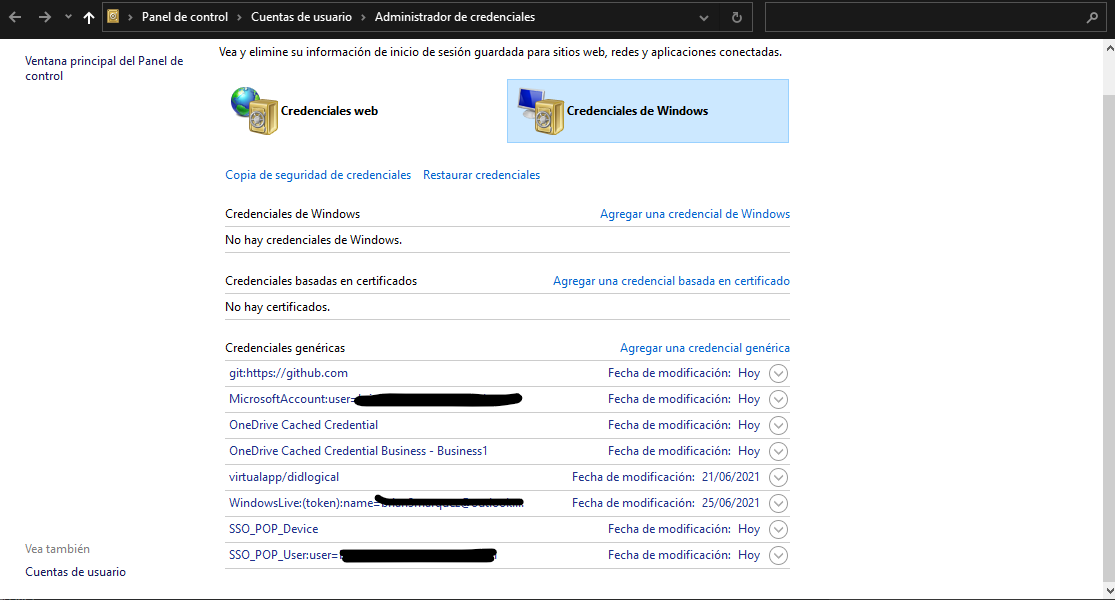 Panel de control > Cuentas de usuario > Administrador de credenciales
Ventana principal del Panel de
control
Vea y elimine su información de inicio de sesión guardada para sitios web, redes y aplicaciones conectadas.
Credenciales web
Credenciales de Windows
Copia de seguridad de credenciales Restaurar credenciales
Credenciales de Windows Agregar una credencial de Windows
No hay credenciales de Windows.
Credenciales basadas en certificados Agregar una credencial basada en certificado
No hay certificados.
Credenciales genéricas Agregar una credencial genérica
git:https://github.com Fecha de modificación: Hoy
MicrosoftAccount:user= Fecha de modificación: Hoy
OneDrive Cached Credential Fecha de modificación: Hoy
OneDrive Cached Credential Business - Business1 Fecha de modificación: Hoy
virtualapp/didlogical Fecha de modificación: 21/06/2021
WindowsLive:(token):name= Fecha de modificación: 25/06/2021
SSO_POP_Device Fecha de modificación: Hoy
SSO_POP_User:user= Fecha de modificación: Hoy
Vea también
Cuentas de usuario